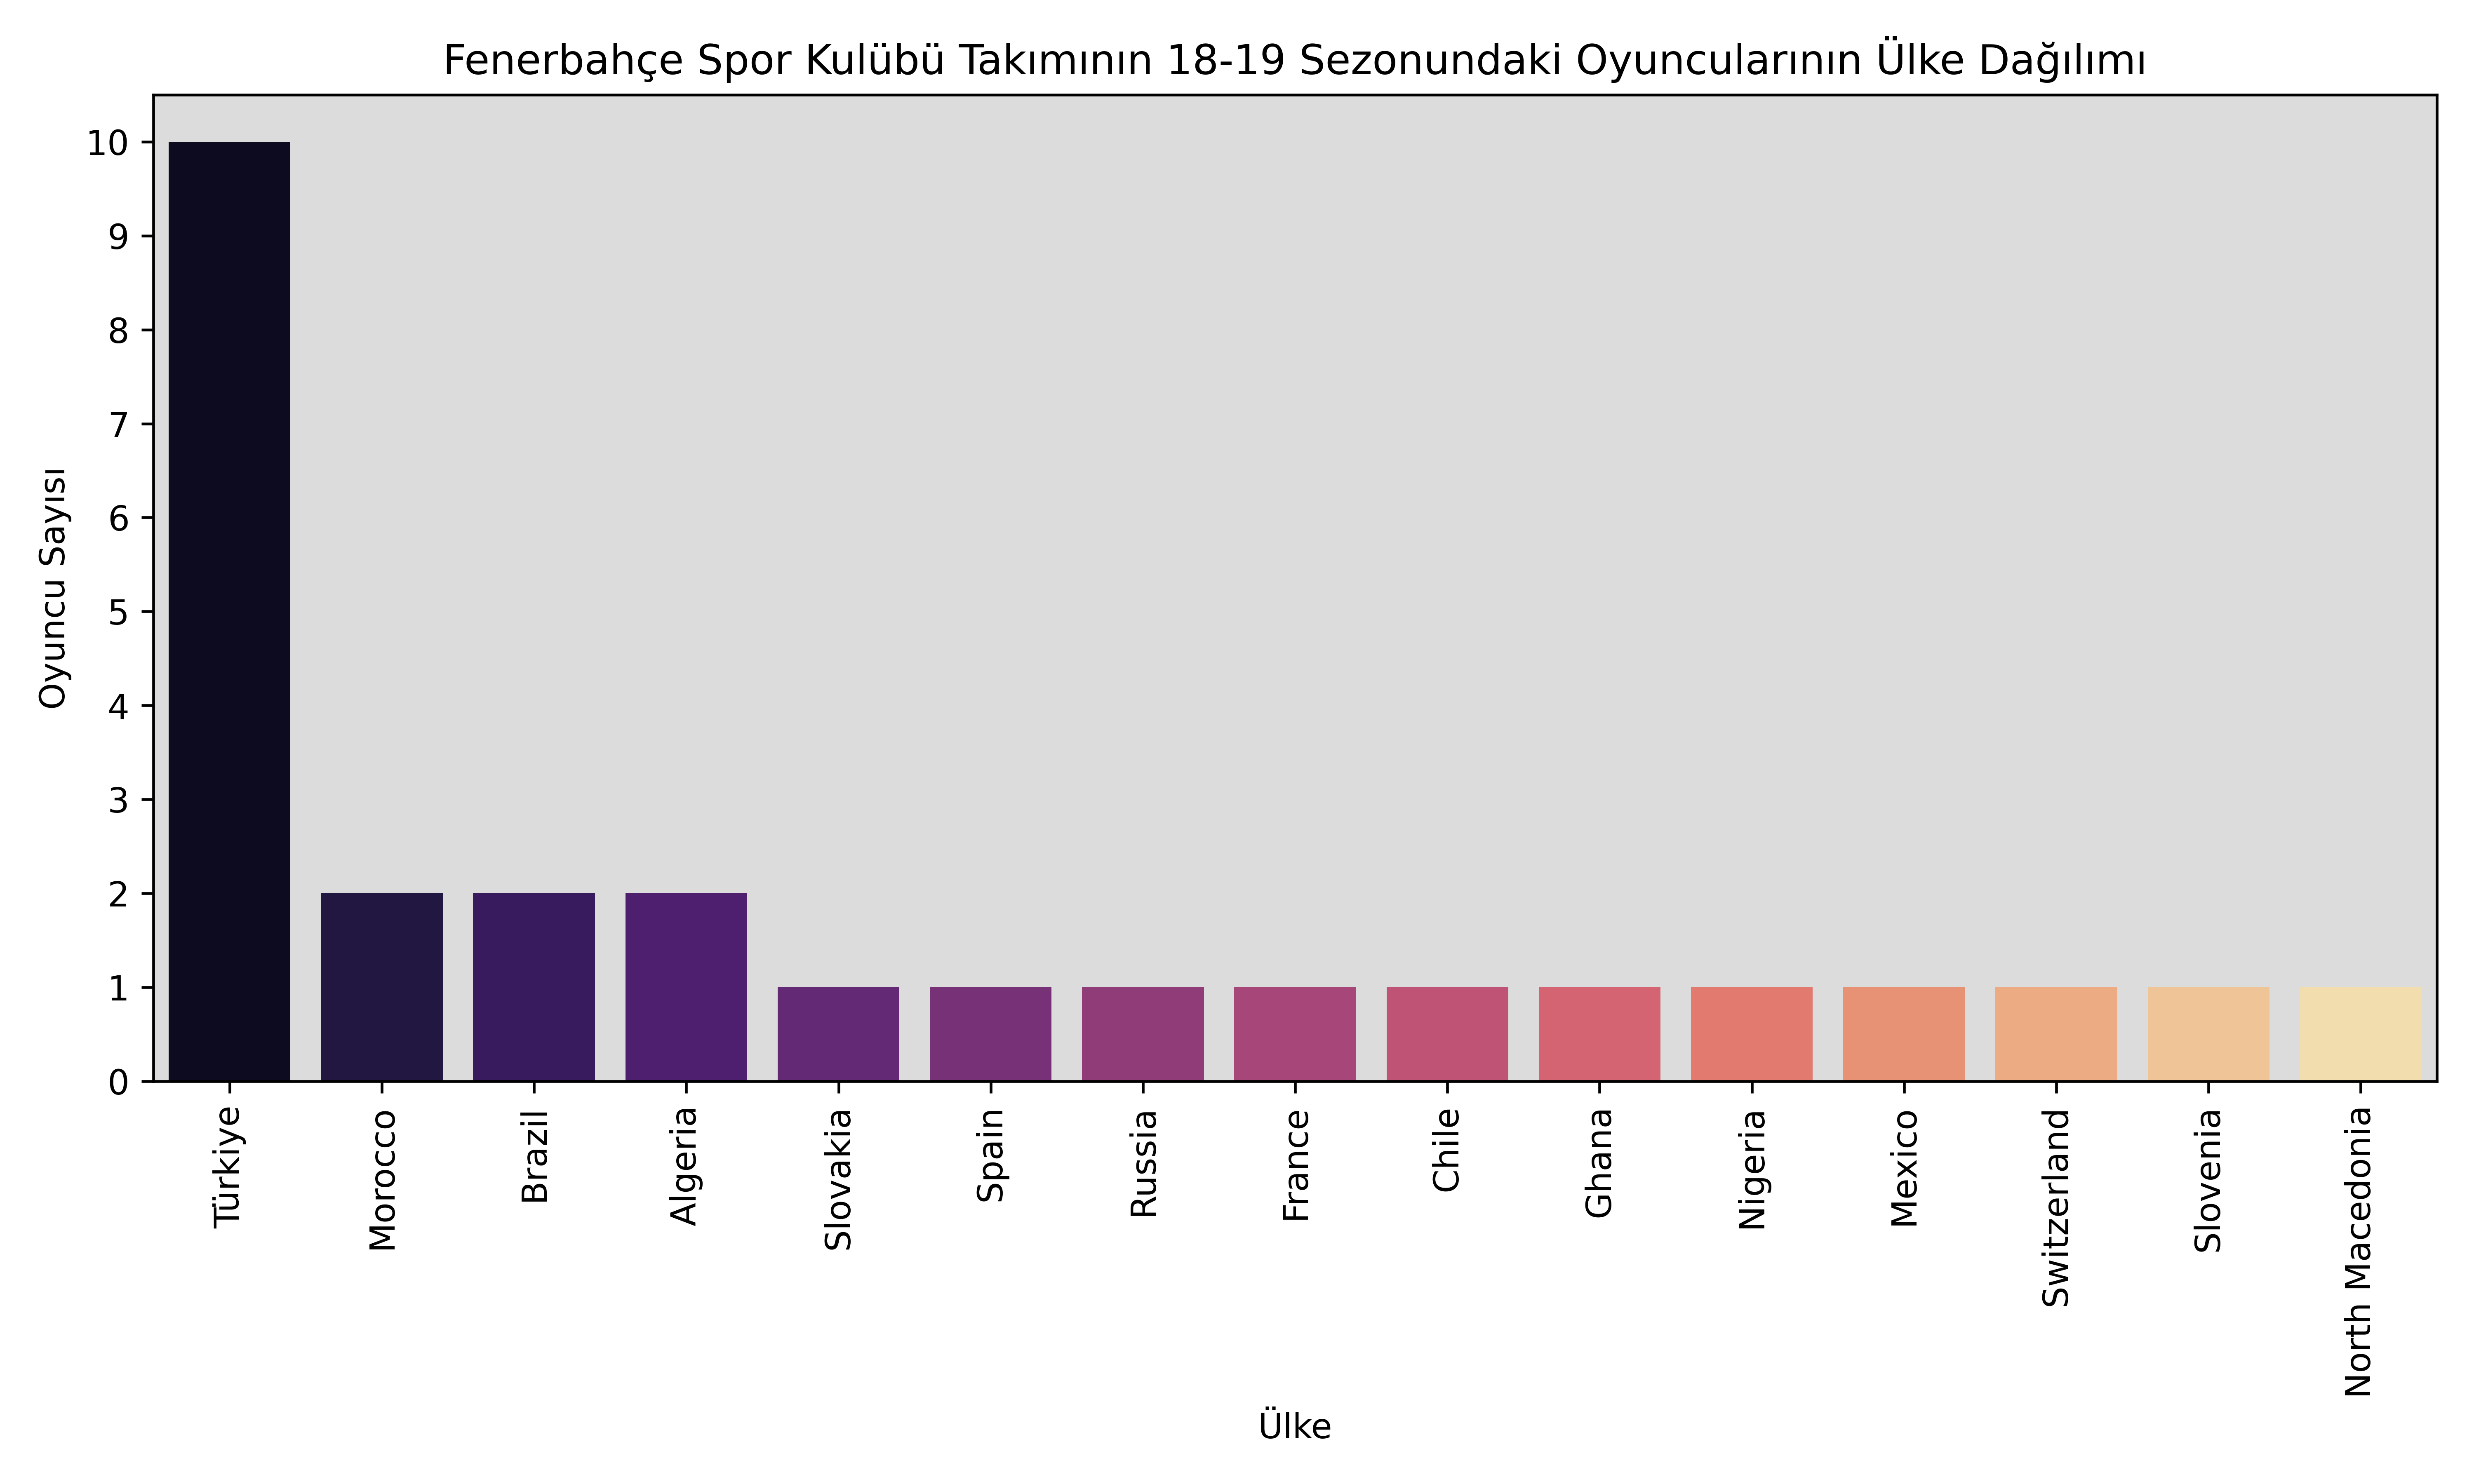 Fenerbahçe Spor Kulübü Takımının 18-19 Sezonundaki Oyuncularının Ülke Dağılımı
Oyuncu Sayısı
10
9
8
7
6
5
4
3
2
1
0
Türkiye
Morocco
Brazil
Algeria
Slovakia
Spain
Russia
France
Chile
Ghana
Nigeria
Mexico
Switzerland
Slovenia
North Macedonia
Ülke